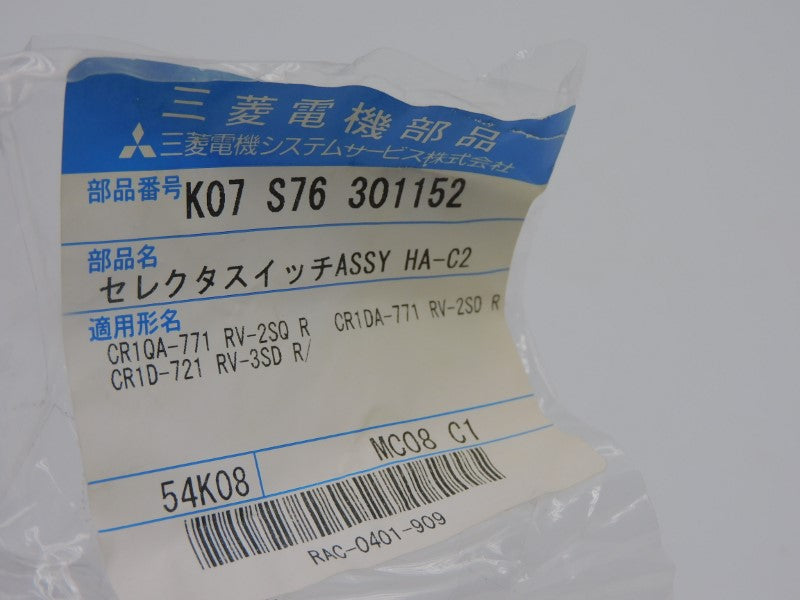 三菱電機部品
三菱電機システムサービス株式会社
部品番号 K07 S76 301152
部品名
セレクタスイッチASSY HA-C2
適用形名
CR1QA-771 RV-2SQ R CR1DA-771 RV-2SD R
CR1D-721 RV-3SD R/
54K08 MC08 C1
RAC-0401-909